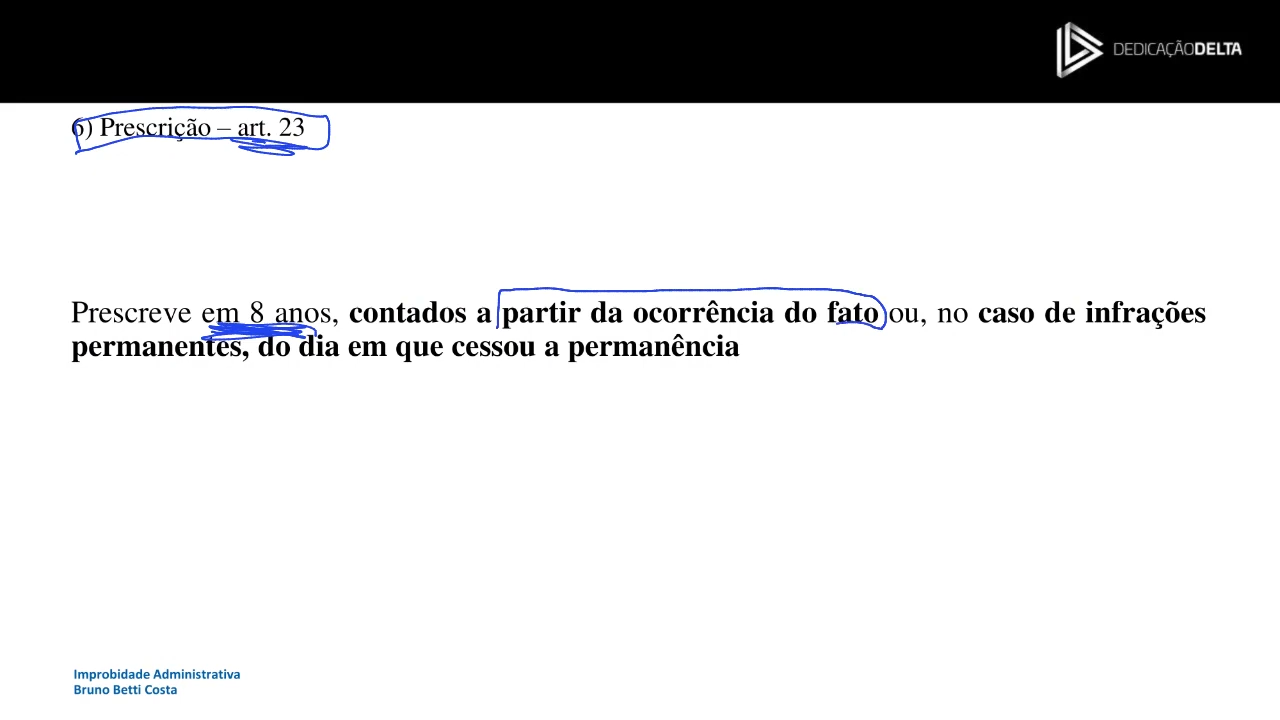 DEDICAÇÃODELTA
6) Prescrição – art. 23
Prescreve em 8 anos, contados a partir da ocorrência do fato ou, no caso de infrações
permanentes, do dia em que cessou a permanência
Improbidade Administrativa
Bruno Betti Costa